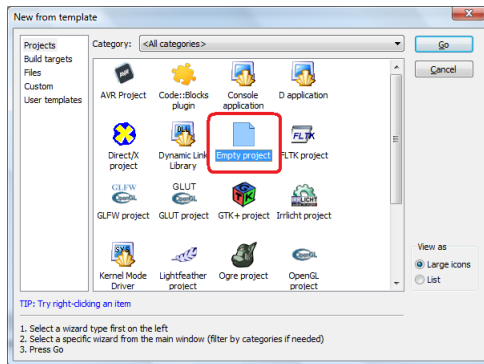 New from template
Projects
Build targets
Files
Custom
User templates
Category: <All categories>
Go
Cancel
AVR Project
Code::Blocks plugin
Console application
D application
Direct/X project
Dynamic Link Library
Empty project
FLTK project
GLFW project
GLUT project
GTK+ project
Irrlicht project
Kernel Mode Driver
Lightfeather project
Ogre project
OpenGL project
View as
Large icons
List
TIP: Try right-clicking an item
1. Select a wizard type first on the left
2. Select a specific wizard from the main window (filter by categories if needed)
3. Press Go